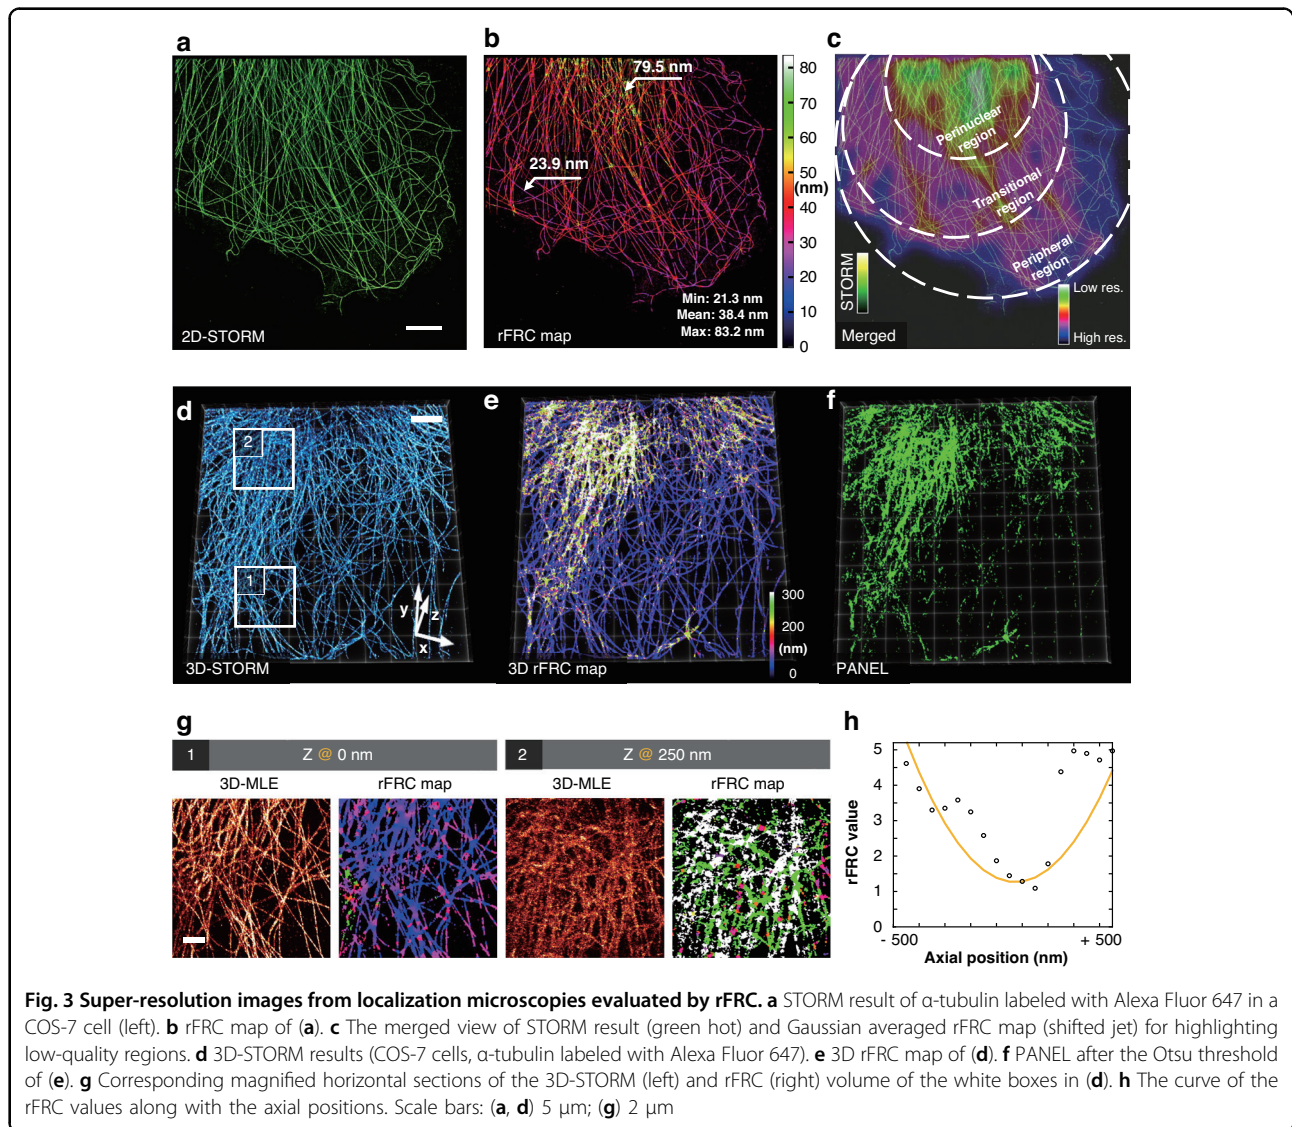 a
2D-STORM
b
79.5 nm
23.9 nm
Min: 21.3 nm
Mean: 38.4 nm
Max: 83.2 nm
rFRC map
80
70
60
50
(nm)
40
30
20
10
0
c
Perinuclear
region
Transitional
region
Peripheral
region
STORM
Low res.
High res.
Merged
d
2
1
y
z
x
3D-STORM
e
300
200
(nm)
0
3D rFRC map
f
PANEL
g
1 Z @ 0 nm
3D-MLE rFRC map
2 Z @ 250 nm
3D-MLE rFRC map
h
rFRC value
5
4
3
2
1
0
- 500 + 500
Axial position (nm)
Fig. 3 Super-resolution images from localization microscopies evaluated by rFRC. a STORM result of α-tubulin labeled with Alexa Fluor 647 in a
COS-7 cell (left). b rFRC map of (a). c The merged view of STORM result (green hot) and Gaussian averaged rFRC map (shifted jet) for highlighting
low-quality regions. d 3D-STORM results (COS-7 cells, α-tubulin labeled with Alexa Fluor 647). e 3D rFRC map of (d). f PANEL after the Otsu threshold
of (e). g Corresponding magnified horizontal sections of the 3D-STORM (left) and rFRC (right) volume of the white boxes in (d). h The curve of the
rFRC values along with the axial positions. Scale bars: (a, d) 5 μm; (g) 2 μm